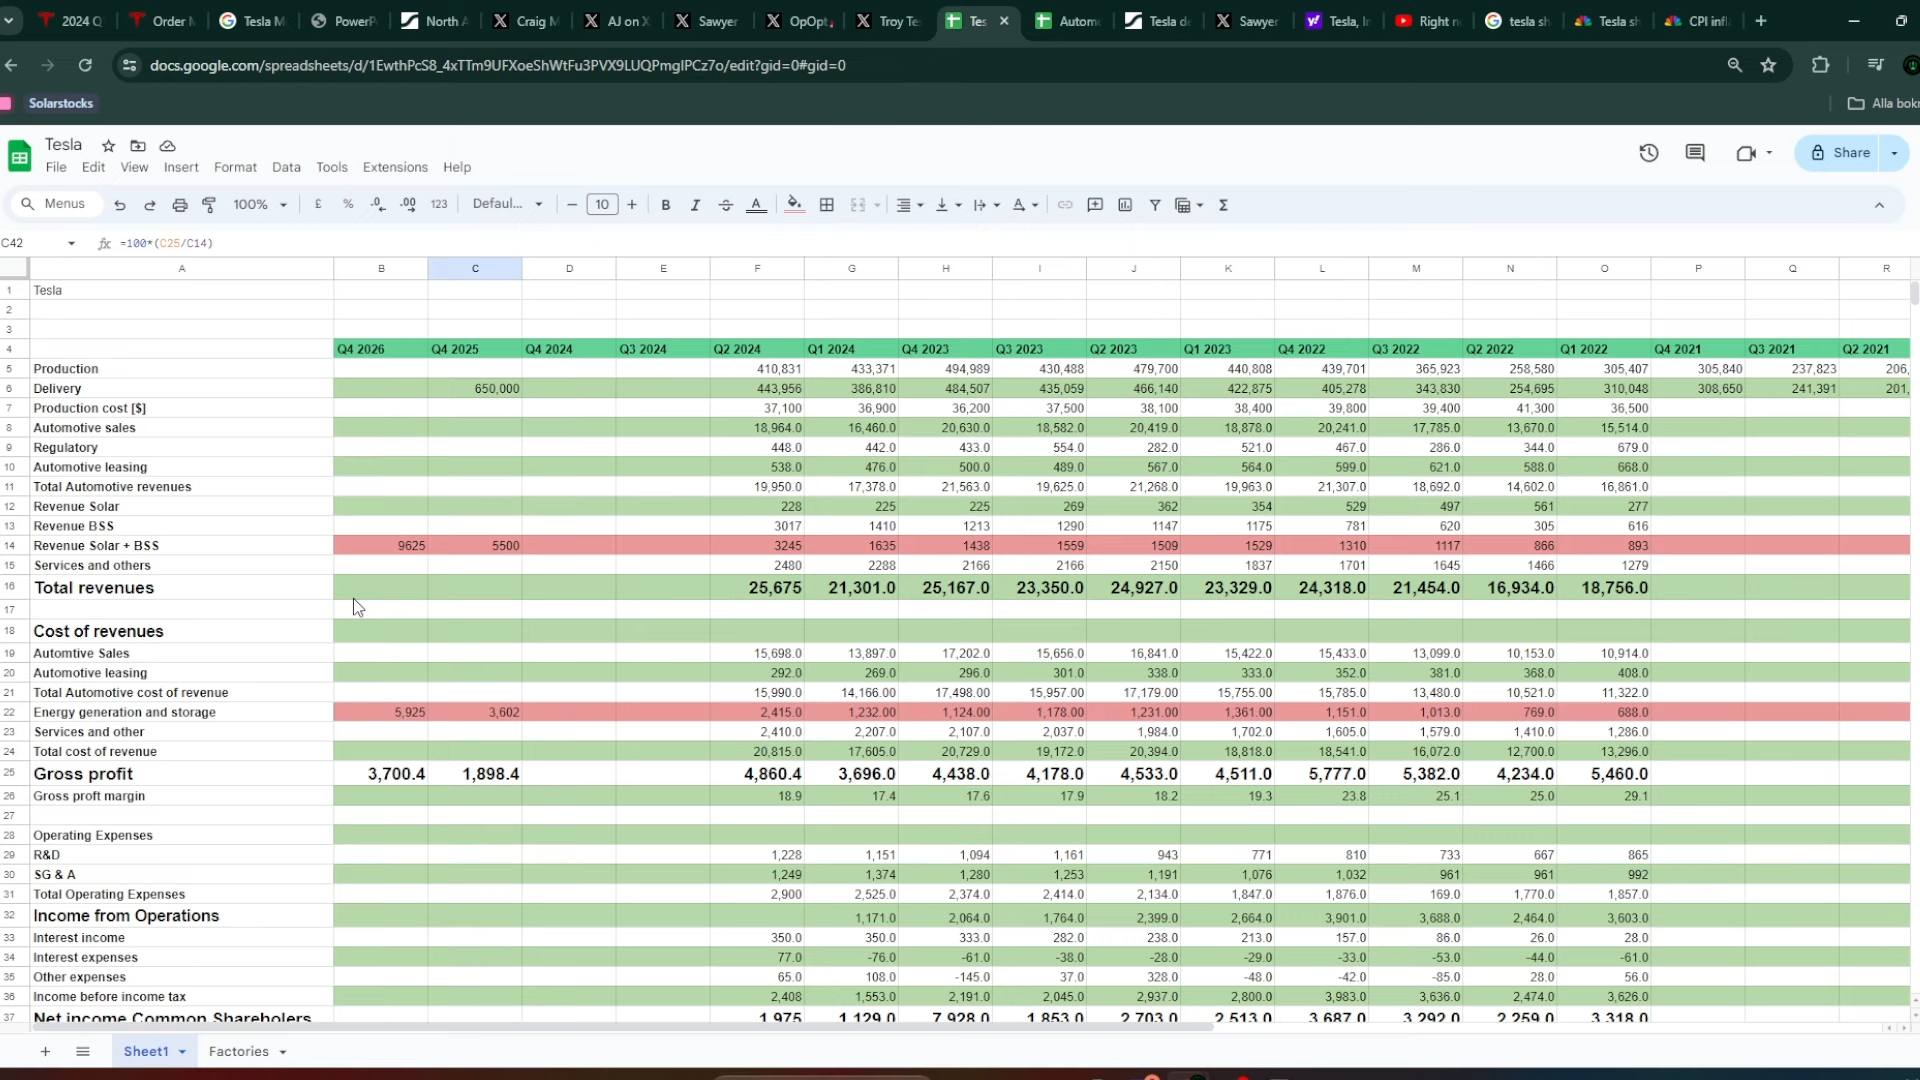 2024 Q
Order
Tesla M
PowerP
North A
Craig M
AJ on X
Sawyer
OpOpt
Troy Te
Tes
Autom
Tesla d
Sawyer
Tesla, In
Right n
tesla sh
Tesla sh
CPI infl
docs.google.com/spreadsheets/d/1EwthPcS8_4xTTm9UFXoeShWtFu3PVX9LUQPmgIPCz7o/edit?gid=0#gid=0
Solarstocks
Alla bokr
Tesla
File Edit View Insert Format Data Tools Extensions Help
Share
Menus 100% £ % .0 .00 123 Defaul... 10 B I A Σ
C42 fx =100*(C25/C14)
A B C D E F G H I J K L M N O P Q R
1 Tesla
2
3
4 Q4 2026 Q4 2025 Q4 2024 Q3 2024 Q2 2024 Q1 2024 Q4 2023 Q3 2023 Q2 2023 Q1 2023 Q4 2022 Q3 2022 Q2 2022 Q1 2022 Q4 2021 Q3 2021 Q2 2021
5 Production 410,831 433,371 494,989 430,488 479,700 440,808 439,701 365,923 258,580 305,407 305,840 237,823 206,
6 Delivery 650,000 443,956 386,810 484,507 435,059 466,140 422,875 405,278 343,830 254,695 310,048 308,650 241,391 201,
7 Production cost [$] 37,100 36,900 36,200 37,500 38,100 38,400 39,800 39,400 41,300 36,500
8 Automotive sales 18,964.0 16,460.0 20,630.0 18,582.0 20,419.0 18,878.0 20,241.0 17,785.0 13,670.0 15,514.0
9 Regulatory 448.0 442.0 433.0 554.0 282.0 521.0 467.0 286.0 344.0 679.0
10 Automotive leasing 538.0 476.0 500.0 489.0 567.0 564.0 599.0 621.0 588.0 668.0
11 Total Automotive revenues 19,950.0 17,378.0 21,563.0 19,625.0 21,268.0 19,963.0 21,307.0 18,692.0 14,602.0 16,861.0
12 Revenue Solar 228 225 225 269 362 354 529 497 561 277
13 Revenue BSS 3017 1410 1213 1290 1147 1175 781 620 305 616
14 Revenue Solar + BSS 9625 5500 3245 1635 1438 1559 1509 1529 1310 1117 866 893
15 Services and others 2480 2288 2166 2166 2150 1837 1701 1645 1466 1279
16 Total revenues 25,675 21,301.0 25,167.0 23,350.0 24,927.0 23,329.0 24,318.0 21,454.0 16,934.0 18,756.0
17
18 Cost of revenues
19 Automtive Sales 15,698.0 13,897.0 17,202.0 15,656.0 16,841.0 15,422.0 15,433.0 13,099.0 10,153.0 10,914.0
20 Automotive leasing 292.0 269.0 296.0 301.0 338.0 333.0 352.0 381.0 368.0 408.0
21 Total Automotive cost of revenue 15,990.0 14,166.00 17,498.00 15,957.00 17,179.00 15,755.00 15,785.0 13,480.0 10,521.0 11,322.0
22 Energy generation and storage 5,925 3,602 2,415.0 1,232.00 1,124.00 1,178.00 1,231.00 1,361.00 1,151.0 1,013.0 769.0 688.0
23 Services and other 2,410.0 2,207.0 2,107.0 2,037.0 1,984.0 1,702.0 1,605.0 1,579.0 1,410.0 1,286.0
24 Total cost of revenue 20,815.0 17,605.0 20,729.0 19,172.0 20,394.0 18,818.0 18,541.0 16,072.0 12,700.0 13,296.0
25 Gross profit 3,700.4 1,898.4 4,860.4 3,696.0 4,438.0 4,178.0 4,533.0 4,511.0 5,777.0 5,382.0 4,234.0 5,460.0
26 Gross proft margin 18.9 17.4 17.6 17.9 18.2 19.3 23.8 25.1 25.0 29.1
27
28 Operating Expenses
29 R&D 1,228 1,151 1,094 1,161 943 771 810 733 667 865
30 SG & A 1,249 1,374 1,280 1,253 1,191 1,076 1,032 961 961 992
31 Total Operating Expenses 2,900 2,525.0 2,374.0 2,414.0 2,134.0 1,847.0 1,876.0 169.0 1,770.0 1,857.0
32 Income from Operations 1,171.0 2,064.0 1,764.0 2,399.0 2,664.0 3,901.0 3,688.0 2,464.0 3,603.0
33 Interest income 350.0 350.0 333.0 282.0 238.0 213.0 157.0 86.0 26.0 28.0
34 Interest expenses 77.0 -76.0 -61.0 -38.0 -28.0 -29.0 -33.0 -53.0 -44.0 -61.0
35 Other expenses 65.0 108.0 -145.0 37.0 328.0 -48.0 -42.0 -85.0 28.0 56.0
36 Income before income tax 2,408 1,553.0 2,191.0 2,045.0 2,937.0 2,800.0 3,983.0 3,636.0 2,474.0 3,626.0
37 Net income Common Shareholers 1,975 1,129.0 7,928.0 1,853.0 2,703.0 2,513.0 3,687.0 3,292.0 2,259.0 3,318.0
Sheet1 Factories